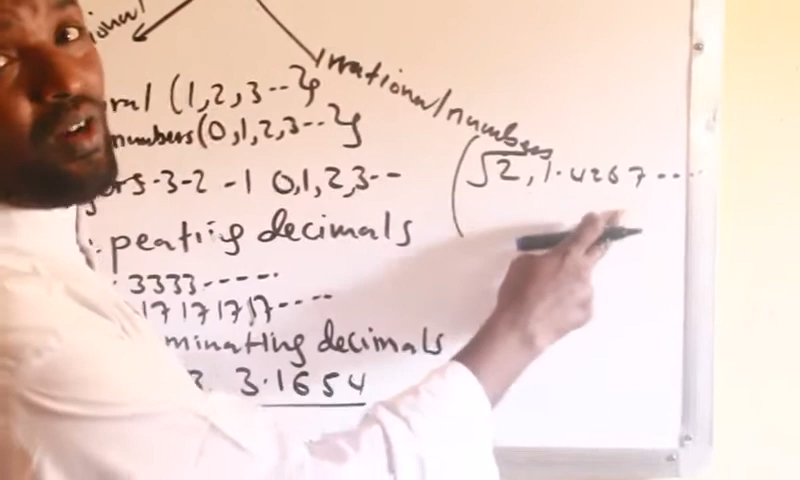 Irrational numbers
(1,2,3--}
numbers (0,1,2,3--}
-3-2 -1 0,1,2,3--
(√2, 1.4267----
peating decimals
3333------
17171717----
minating decimals
3.1654